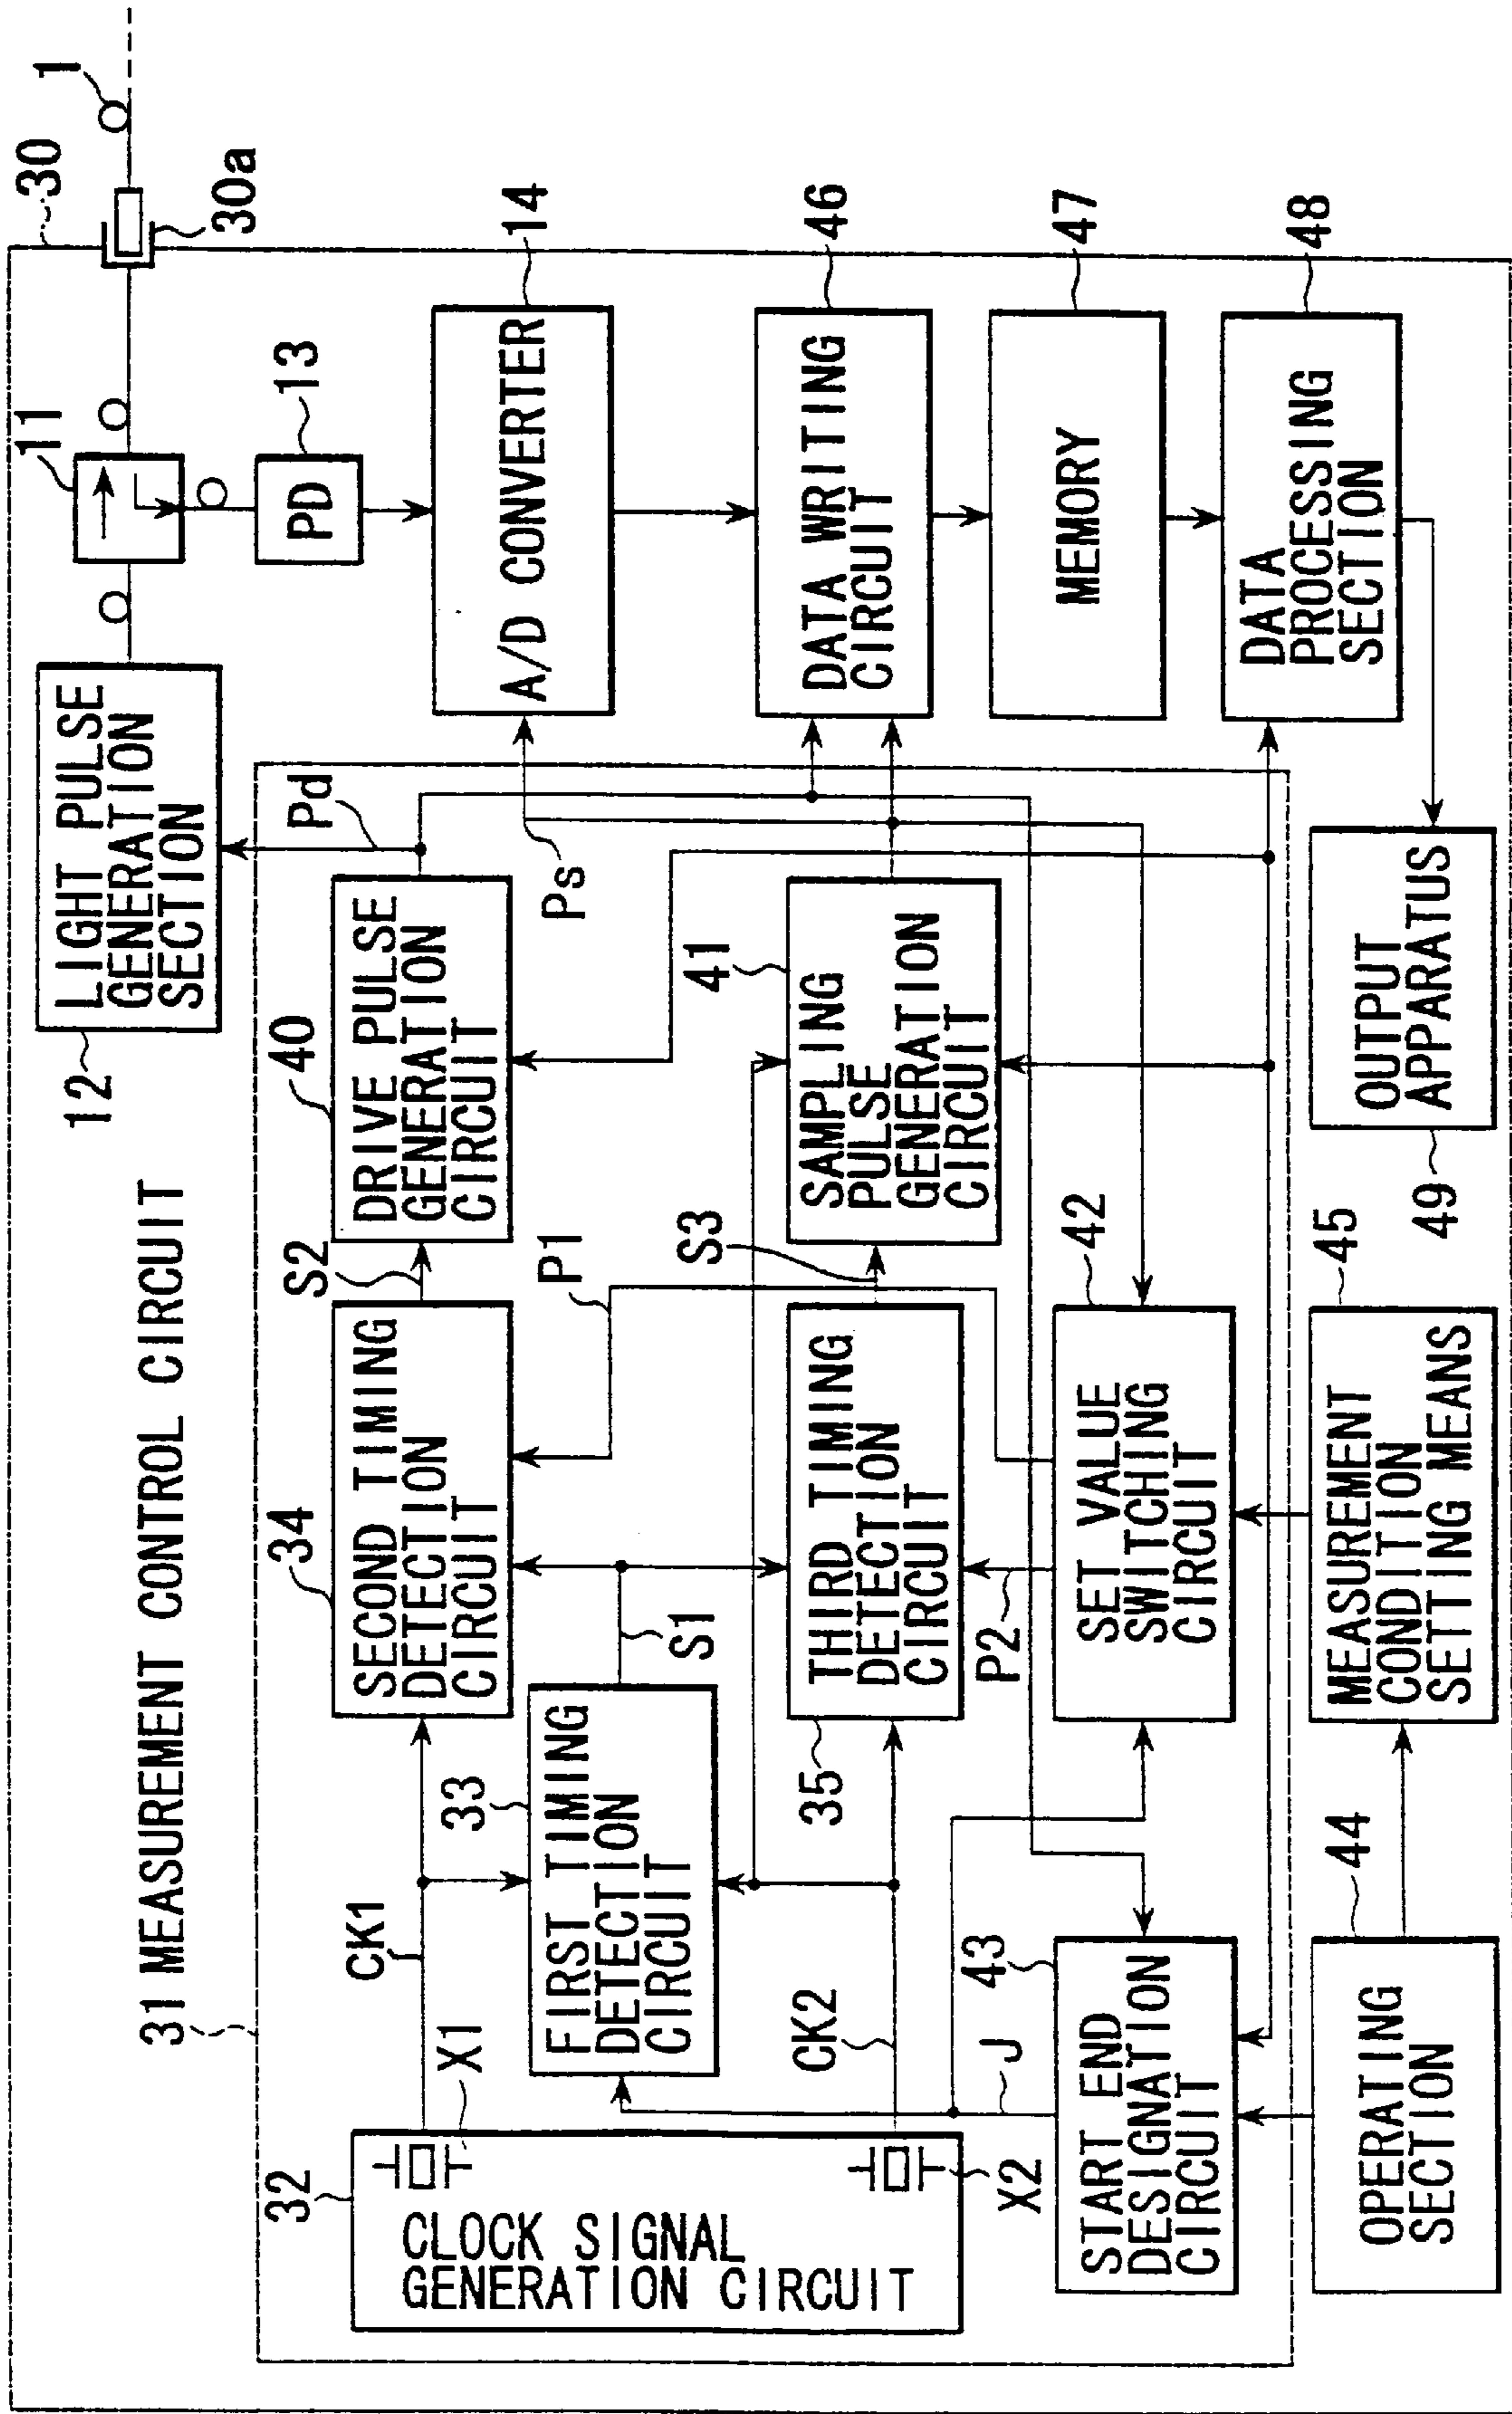 31 MEASUREMENT CONTROL CIRCUIT
30
1
30a
11
12
LIGHT PULSE
GENERATION
SECTION
13
PD
14
A/D CONVERTER
46
DATA WRITING
CIRCUIT
47
MEMORY
48
DATA
PROCESSING
SECTION
32
CLOCK SIGNAL
GENERATION CIRCUIT
X1
X2
CK1
CK2
33
FIRST TIMING
DETECTION
CIRCUIT
S1
34
SECOND TIMING
DETECTION
CIRCUIT
S2
40
DRIVE PULSE
GENERATION
CIRCUIT
Pd
Ps
P1
35
THIRD TIMING
DETECTION
CIRCUIT
S3
41
SAMPLING
PULSE
GENERATION
CIRCUIT
P2
43
START END
DESIGNATION
CIRCUIT
J
42
SET VALUE
SWITCHING
CIRCUIT
44
OPERATING
SECTION
45
MEASUREMENT
CONDITION
SETTING MEANS
49
OUTPUT
APPARATUS